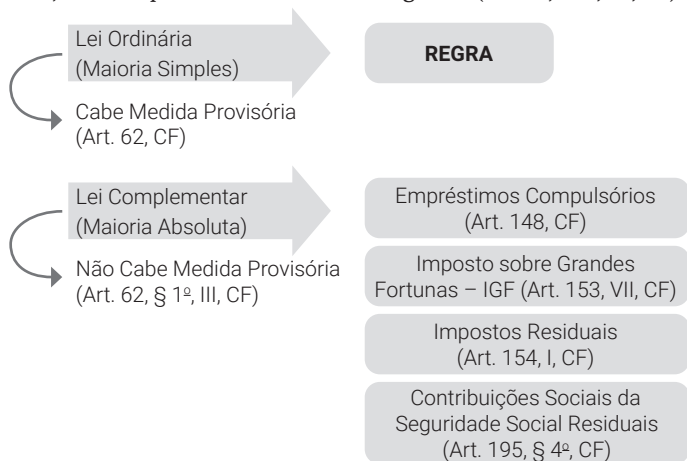 Lei Ordinária
(Maioria Simples)
REGRA
Cabe Medida Provisória
(Art. 62, CF)
Lei Complementar
(Maioria Absoluta)
Não Cabe Medida Provisória
(Art. 62, § 1º, III, CF)
Empréstimos Compulsórios
(Art. 148, CF)
Imposto sobre Grandes
Fortunas – IGF (Art. 153, VII, CF)
Impostos Residuais
(Art. 154, I, CF)
Contribuições Sociais da
Seguridade Social Residuais
(Art. 195, § 4º, CF)